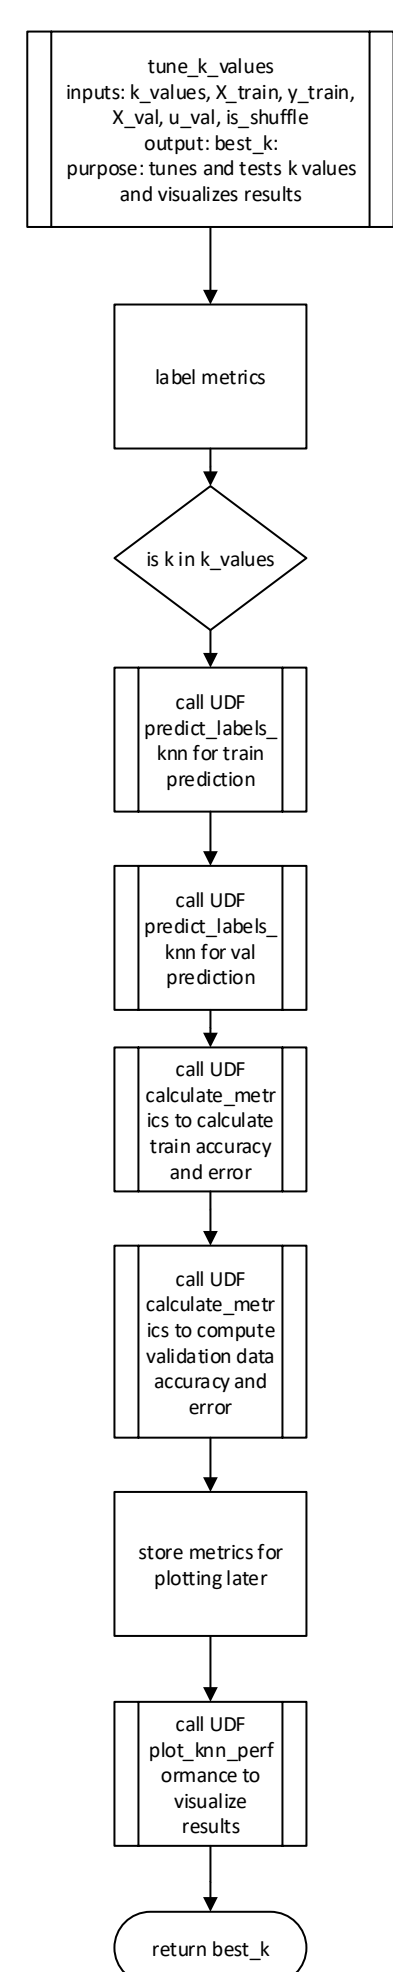 tune_k_values
inputs: k_values, X_train, y_train,
X_val, u_val, is_shuffle
output: best_k:
purpose: tunes and tests k values
and visualizes results
label metrics
is k in k_values
call UDF
predict_labels_
knn for train
prediction
call UDF
predict_labels_
knn for val
prediction
call UDF
calculate_metr
ics to calculate
train accuracy
and error
call UDF
calculate_metr
ics to compute
validation data
accuracy and
error
store metrics for
plotting later
call UDF
plot_knn_perf
ormance to
visualize
results
return best_k